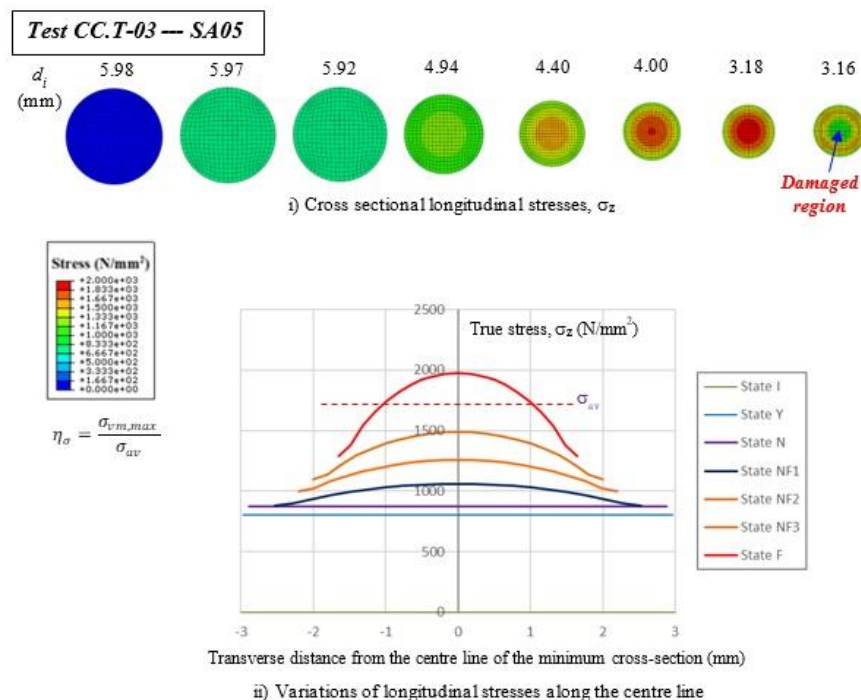 Test CC.T-03 --- SA05
d_i
(mm)
5.98 5.97 5.92 4.94 4.40 4.00 3.18 3.16
Damaged
region
i) Cross sectional longitudinal stresses, σz
Stress (N/mm²)
+2.000e+03
+1.833e+03
+1.667e+03
+1.500e+03
+1.333e+03
+1.167e+03
+1.000e+03
+8.333e+02
+6.667e+02
+5.000e+02
+3.333e+02
+1.667e+02
+0.000e+00
η_σ = σ_vm,max / σ_av
True stress, σz (N/mm²)
2500
2000
1500
1000
500
0
σ_av
-3 -2 -1 0 1 2 3
Transverse distance from the centre line of the minimum cross-section (mm)
State I
State Y
State N
State NF1
State NF2
State NF3
State F
ii) Variations of longitudinal stresses along the centre line